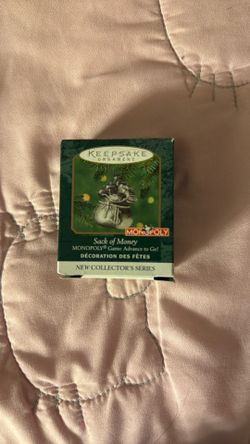 KEEPSAKE
ORNAMENT
MONOPOLY
Sack of Money
MONOPOLY® Game: Advance to Go!
DÉCORATION DES FÊTES
NEW COLLECTOR'S SERIES